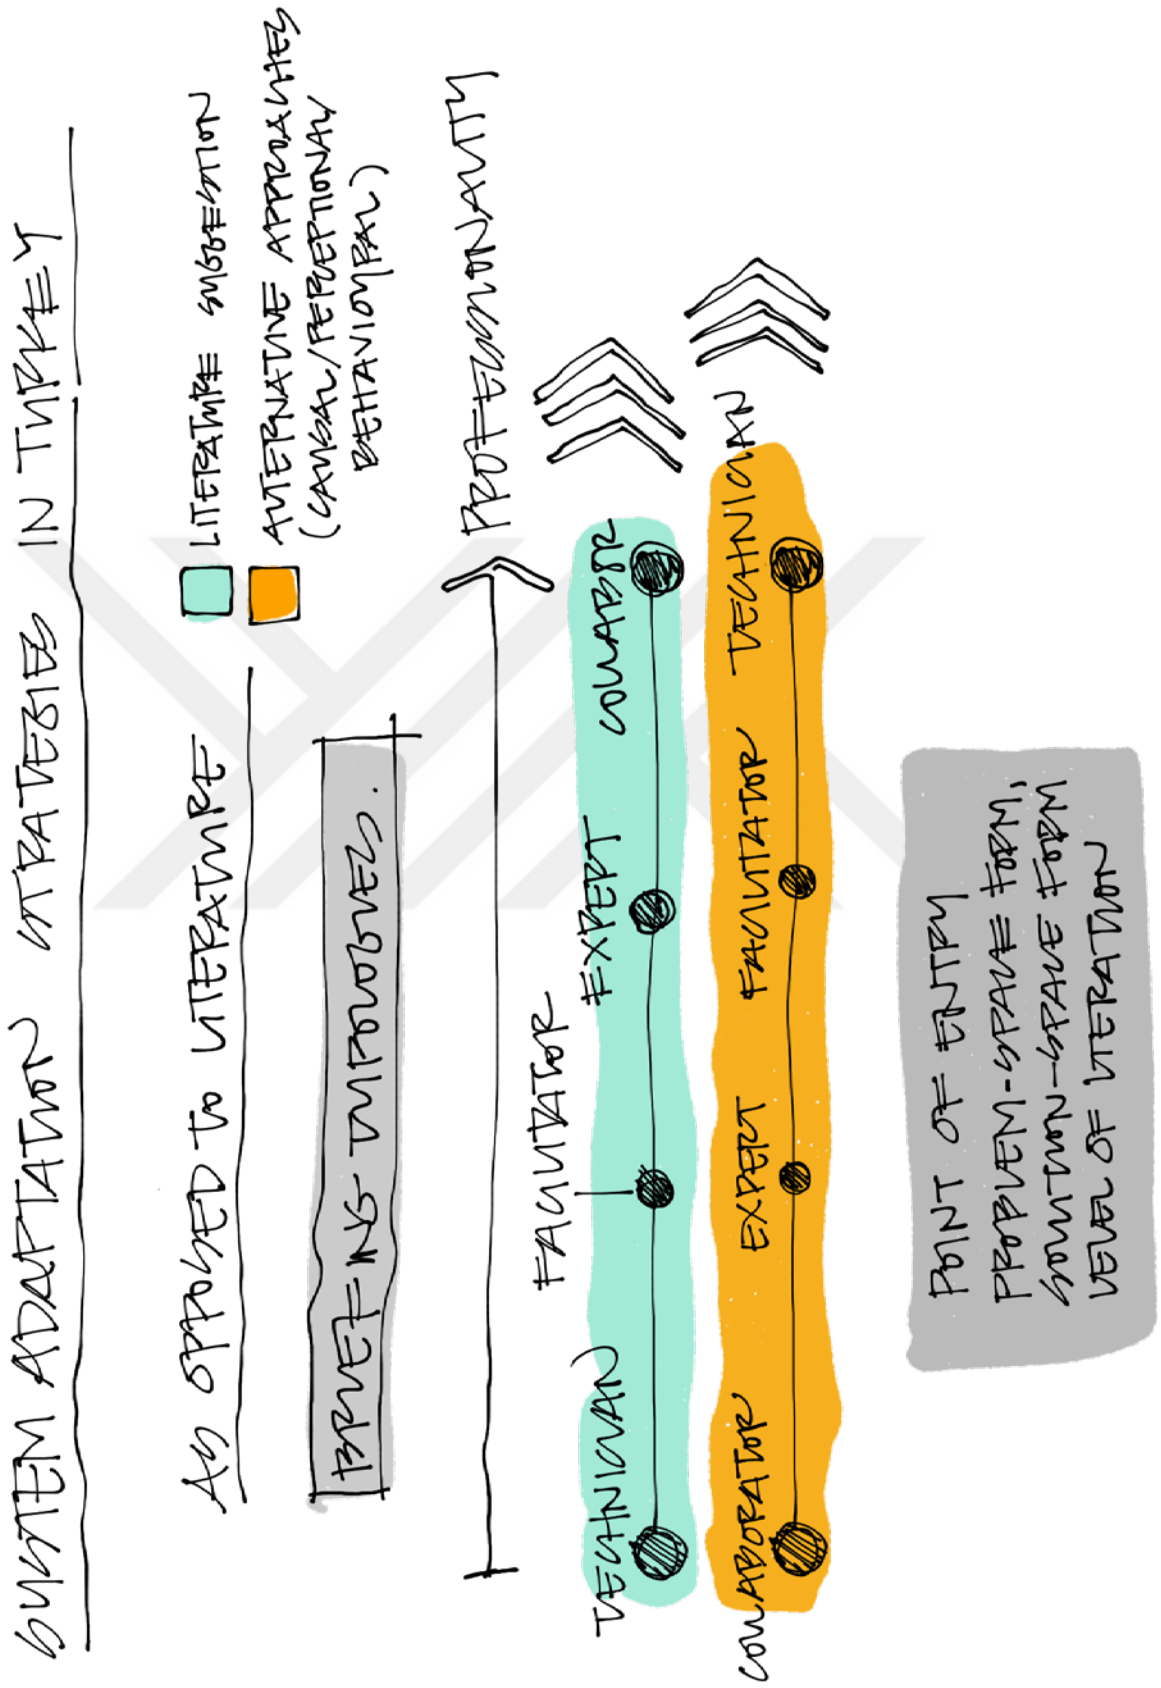 SYSTEM ADAPTATION STRATEGIES IN TURKEY
AS OPPOSED TO LITERATURE
LITERATURE SUGGESTION
ALTERNATIVE APPROACHES
(CAUSAL/PERCEPTIONAL/
BEHAVIOURAL)
BRIEFING TYPOLOGIES.
PROFESSIONALITY
FACILITATOR
TECHNICIAN EXPERT
COLLABORATOR EXPERT FACILITATOR TECHNICIAN
POINT OF ENTRY
PROBLEM-SPACE FORM,
SOLUTION-SPACE FORM
LEVEL OF ITERATION